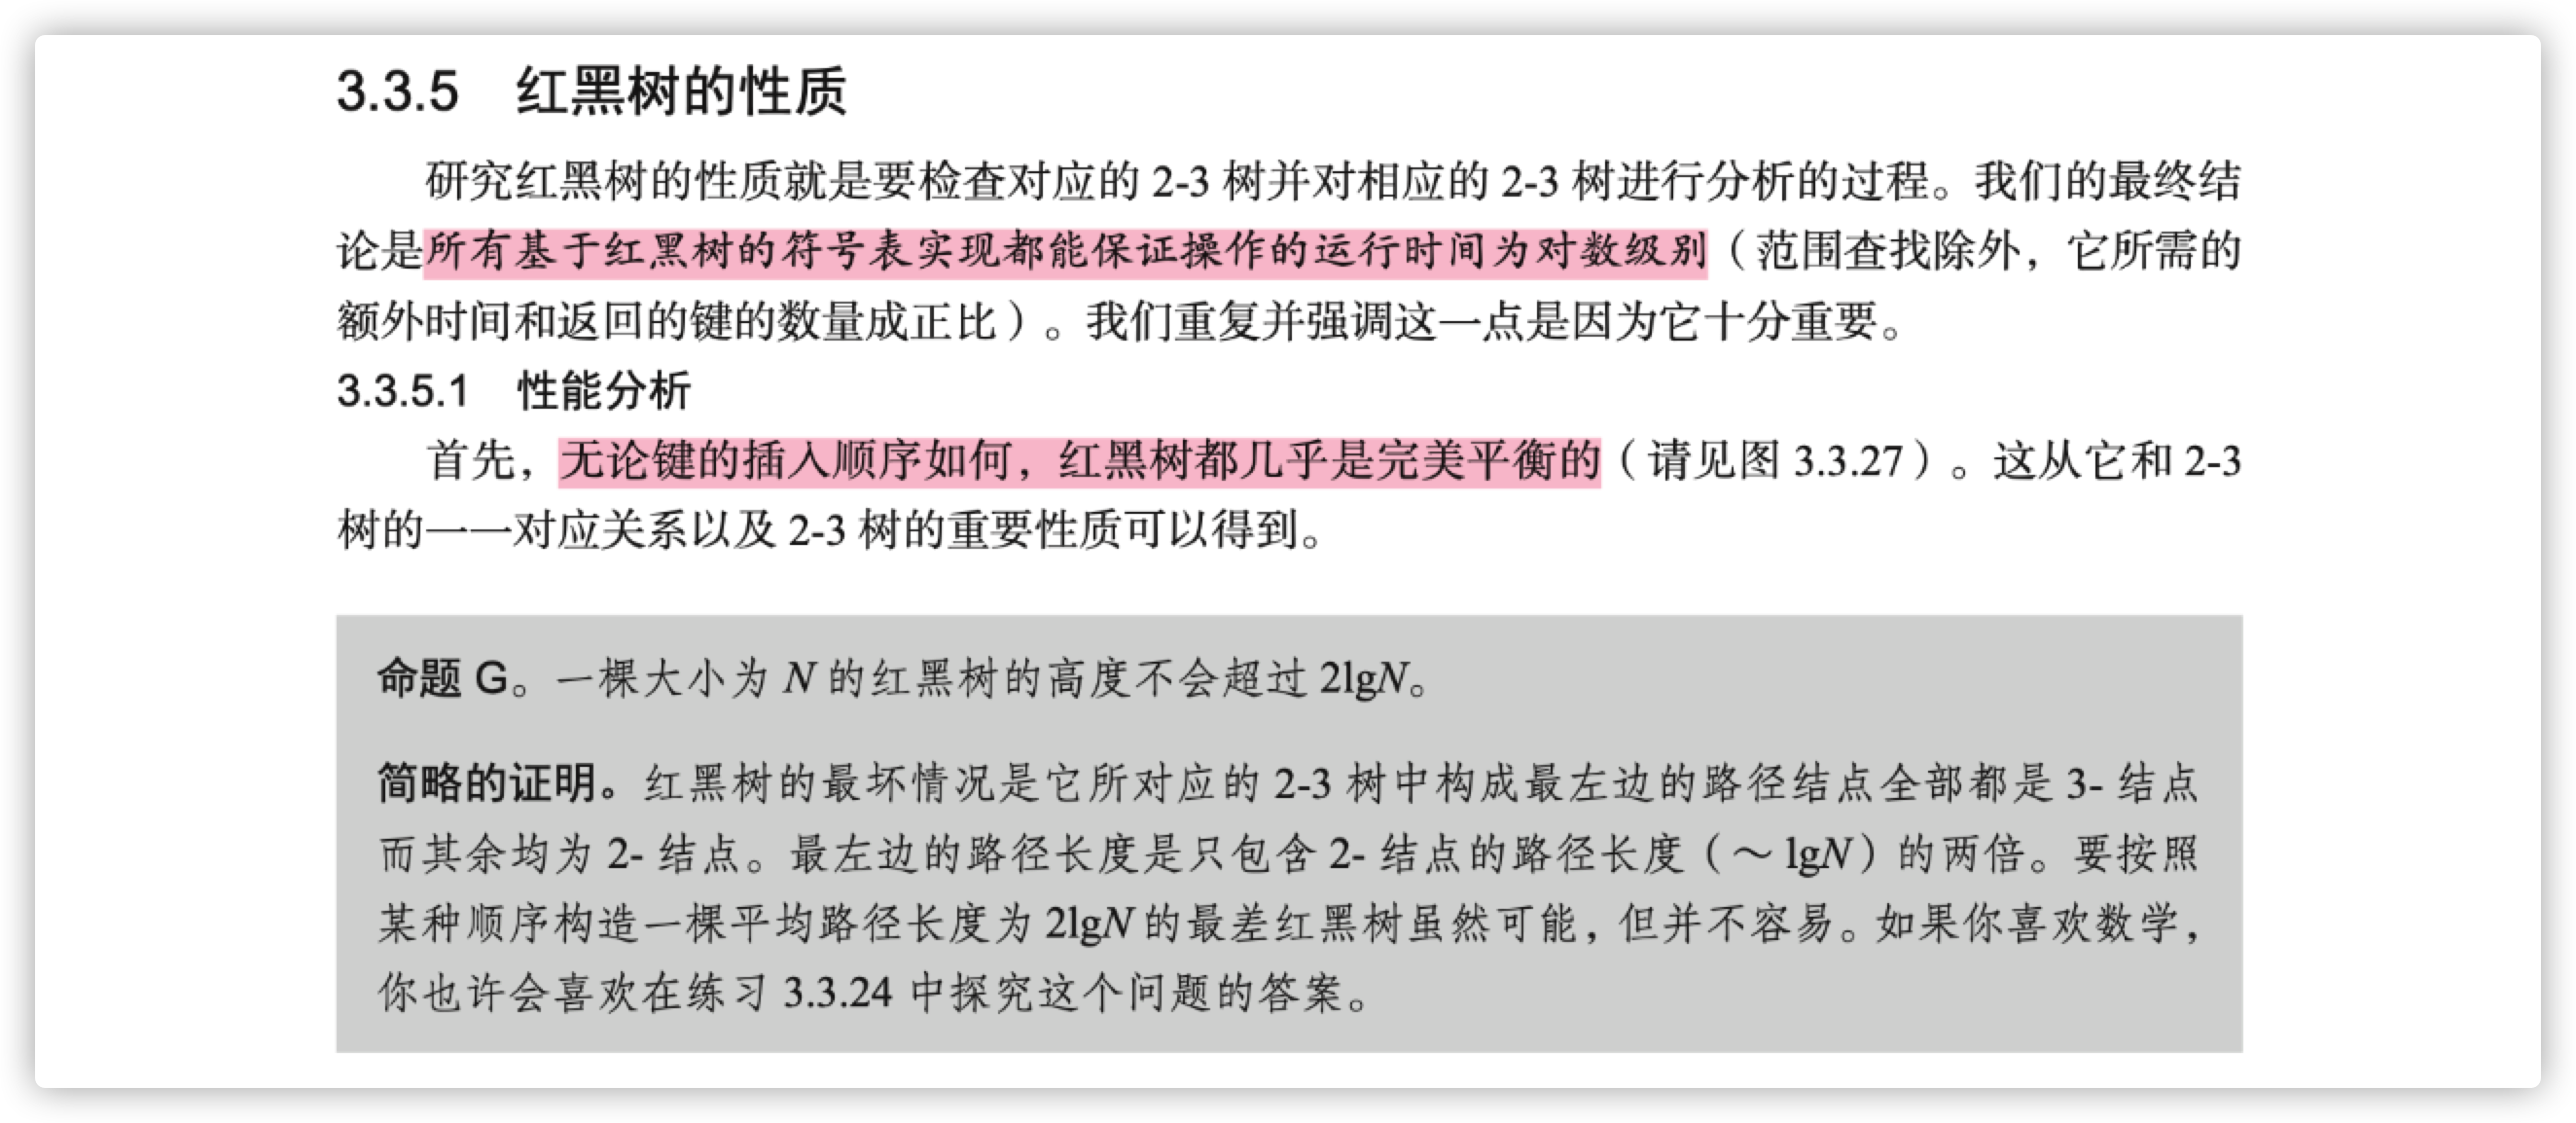 3.3.5 红黑树的性质
研究红黑树的性质就是要检查对应的 2-3 树并对相应的 2-3 树进行分析的过程。我们的最终结
论是所有基于红黑树的符号表实现都能保证操作的运行时间为对数级别（范围查找除外，它所需的
额外时间和返回的键的数量成正比）。我们重复并强调这一点是因为它十分重要。
3.3.5.1 性能分析
首先，无论键的插入顺序如何，红黑树都几乎是完美平衡的（请见图 3.3.27）。这从它和 2-3
树的一一对应关系以及 2-3 树的重要性质可以得到。
命题 G。一棵大小为 N 的红黑树的高度不会超过 2lgN。
简略的证明。红黑树的最坏情况是它所对应的 2-3 树中构成最左边的路径结点全部都是 3- 结点
而其余均为 2- 结点。最左边的路径长度是只包含 2- 结点的路径长度（～ lgN）的两倍。要按照
某种顺序构造一棵平均路径长度为 2lgN 的最差红黑树虽然可能，但并不容易。如果你喜欢数学，
你也许会喜欢在练习 3.3.24 中探究这个问题的答案。